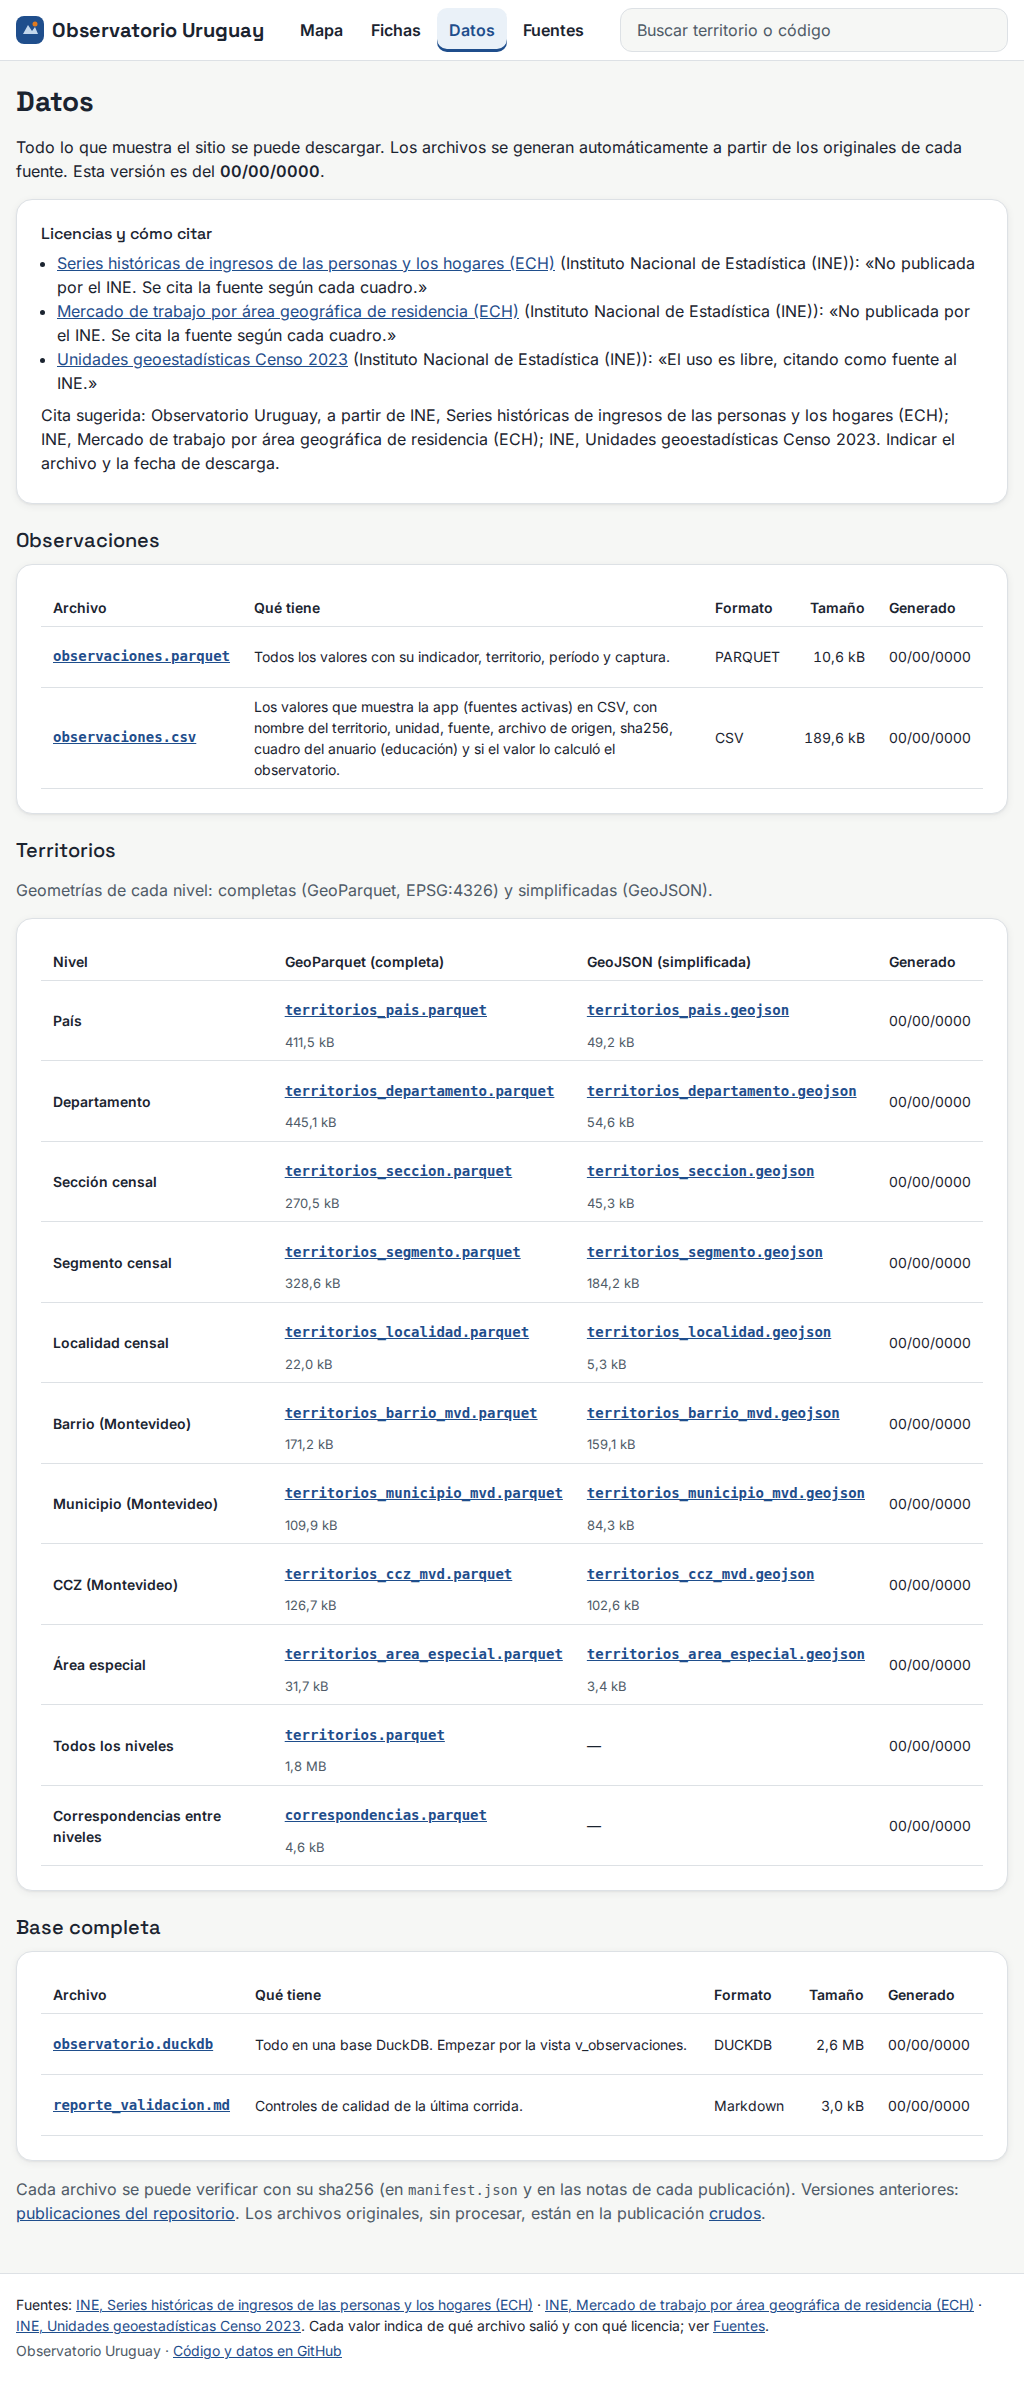 Observatorio Uruguay
Mapa
Fichas
Datos
Fuentes
Buscar territorio o código
Datos
Todo lo que muestra el sitio se puede descargar. Los archivos se generan automáticamente a partir de los originales de cada
fuente. Esta versión es del 00/00/0000.
Licencias y cómo citar
• Series históricas de ingresos de las personas y los hogares (ECH) (Instituto Nacional de Estadística (INE)): «No publicada
por el INE. Se cita la fuente según cada cuadro.»
• Mercado de trabajo por área geográfica de residencia (ECH) (Instituto Nacional de Estadística (INE)): «No publicada por
el INE. Se cita la fuente según cada cuadro.»
• Unidades geoestadísticas Censo 2023 (Instituto Nacional de Estadística (INE)): «El uso es libre, citando como fuente al
INE.»
Cita sugerida: Observatorio Uruguay, a partir de INE, Series históricas de ingresos de las personas y los hogares (ECH);
INE, Mercado de trabajo por área geográfica de residencia (ECH); INE, Unidades geoestadísticas Censo 2023. Indicar el
archivo y la fecha de descarga.
Observaciones
Archivo Qué tiene Formato Tamaño Generado
observaciones.parquet Todos los valores con su indicador, territorio, período y captura. PARQUET 10,6 kB 00/00/0000
Los valores que muestra la app (fuentes activas) en CSV, con
nombre del territorio, unidad, fuente, archivo de origen, sha256,
observaciones.csv CSV 189,6 kB 00/00/0000
cuadro del anuario (educación) y si el valor lo calculó el
observatorio.
Territorios
Geometrías de cada nivel: completas (GeoParquet, EPSG:4326) y simplificadas (GeoJSON).
Nivel GeoParquet (completa) GeoJSON (simplificada) Generado
País territorios_pais.parquet territorios_pais.geojson 00/00/0000
411,5 kB 49,2 kB
Departamento territorios_departamento.parquet territorios_departamento.geojson 00/00/0000
445,1 kB 54,6 kB
Sección censal territorios_seccion.parquet territorios_seccion.geojson 00/00/0000
270,5 kB 45,3 kB
Segmento censal territorios_segmento.parquet territorios_segmento.geojson 00/00/0000
328,6 kB 184,2 kB
Localidad censal territorios_localidad.parquet territorios_localidad.geojson 00/00/0000
22,0 kB 5,3 kB
Barrio (Montevideo) territorios_barrio_mvd.parquet territorios_barrio_mvd.geojson 00/00/0000
171,2 kB 159,1 kB
Municipio (Montevideo) territorios_municipio_mvd.parquet territorios_municipio_mvd.geojson 00/00/0000
109,9 kB 84,3 kB
CCZ (Montevideo) territorios_ccz_mvd.parquet territorios_ccz_mvd.geojson 00/00/0000
126,7 kB 102,6 kB
Área especial territorios_area_especial.parquet territorios_area_especial.geojson 00/00/0000
31,7 kB 3,4 kB
Todos los niveles territorios.parquet — 00/00/0000
1,8 MB
Correspondencias entre
niveles correspondencias.parquet — 00/00/0000
4,6 kB
Base completa
Archivo Qué tiene Formato Tamaño Generado
observatorio.duckdb Todo en una base DuckDB. Empezar por la vista v_observaciones. DUCKDB 2,6 MB 00/00/0000
reporte_validacion.md Controles de calidad de la última corrida. Markdown 3,0 kB 00/00/0000
Cada archivo se puede verificar con su sha256 (en manifest.json y en las notas de cada publicación). Versiones anteriores:
publicaciones del repositorio. Los archivos originales, sin procesar, están en la publicación crudos.
Fuentes: INE, Series históricas de ingresos de las personas y los hogares (ECH) · INE, Mercado de trabajo por área geográfica de residencia (ECH) ·
INE, Unidades geoestadísticas Censo 2023. Cada valor indica de qué archivo salió y con qué licencia; ver Fuentes.
Observatorio Uruguay · Código y datos en GitHub